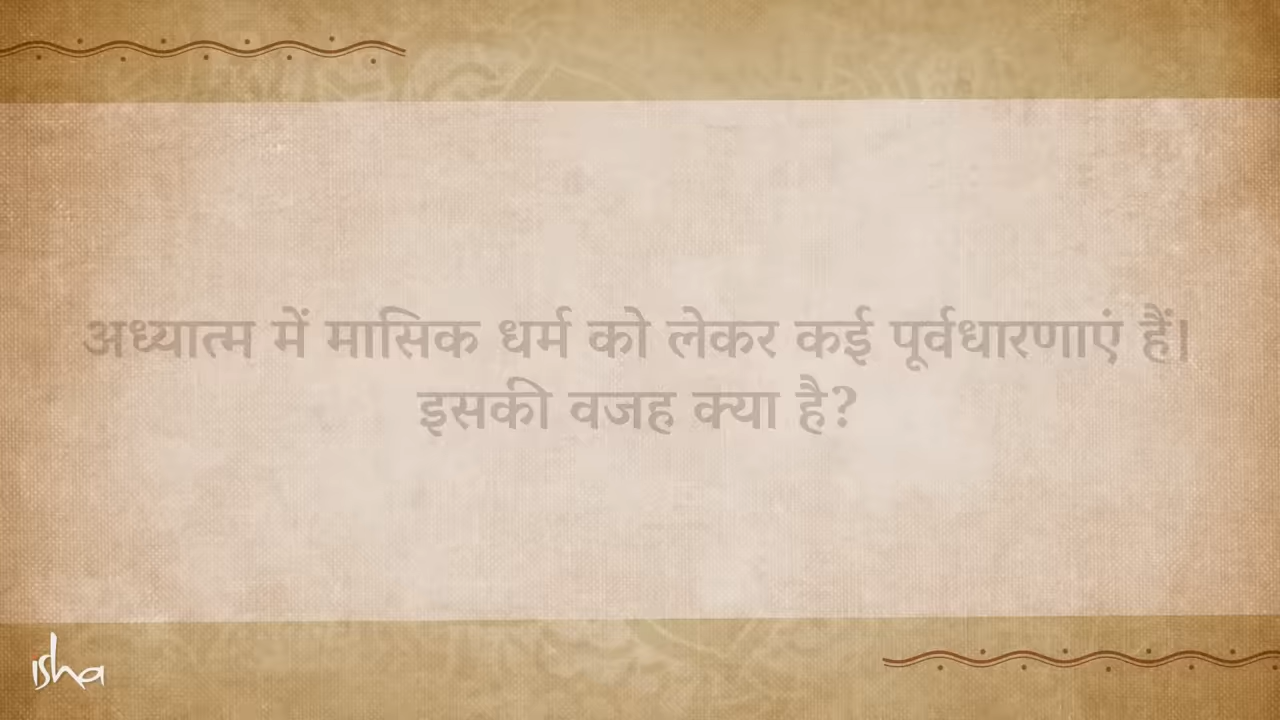 अध्यात्म में मासिक धर्म को लेकर कई पूर्वधारणाएं हैं।
इसकी वजह क्या है?
isha